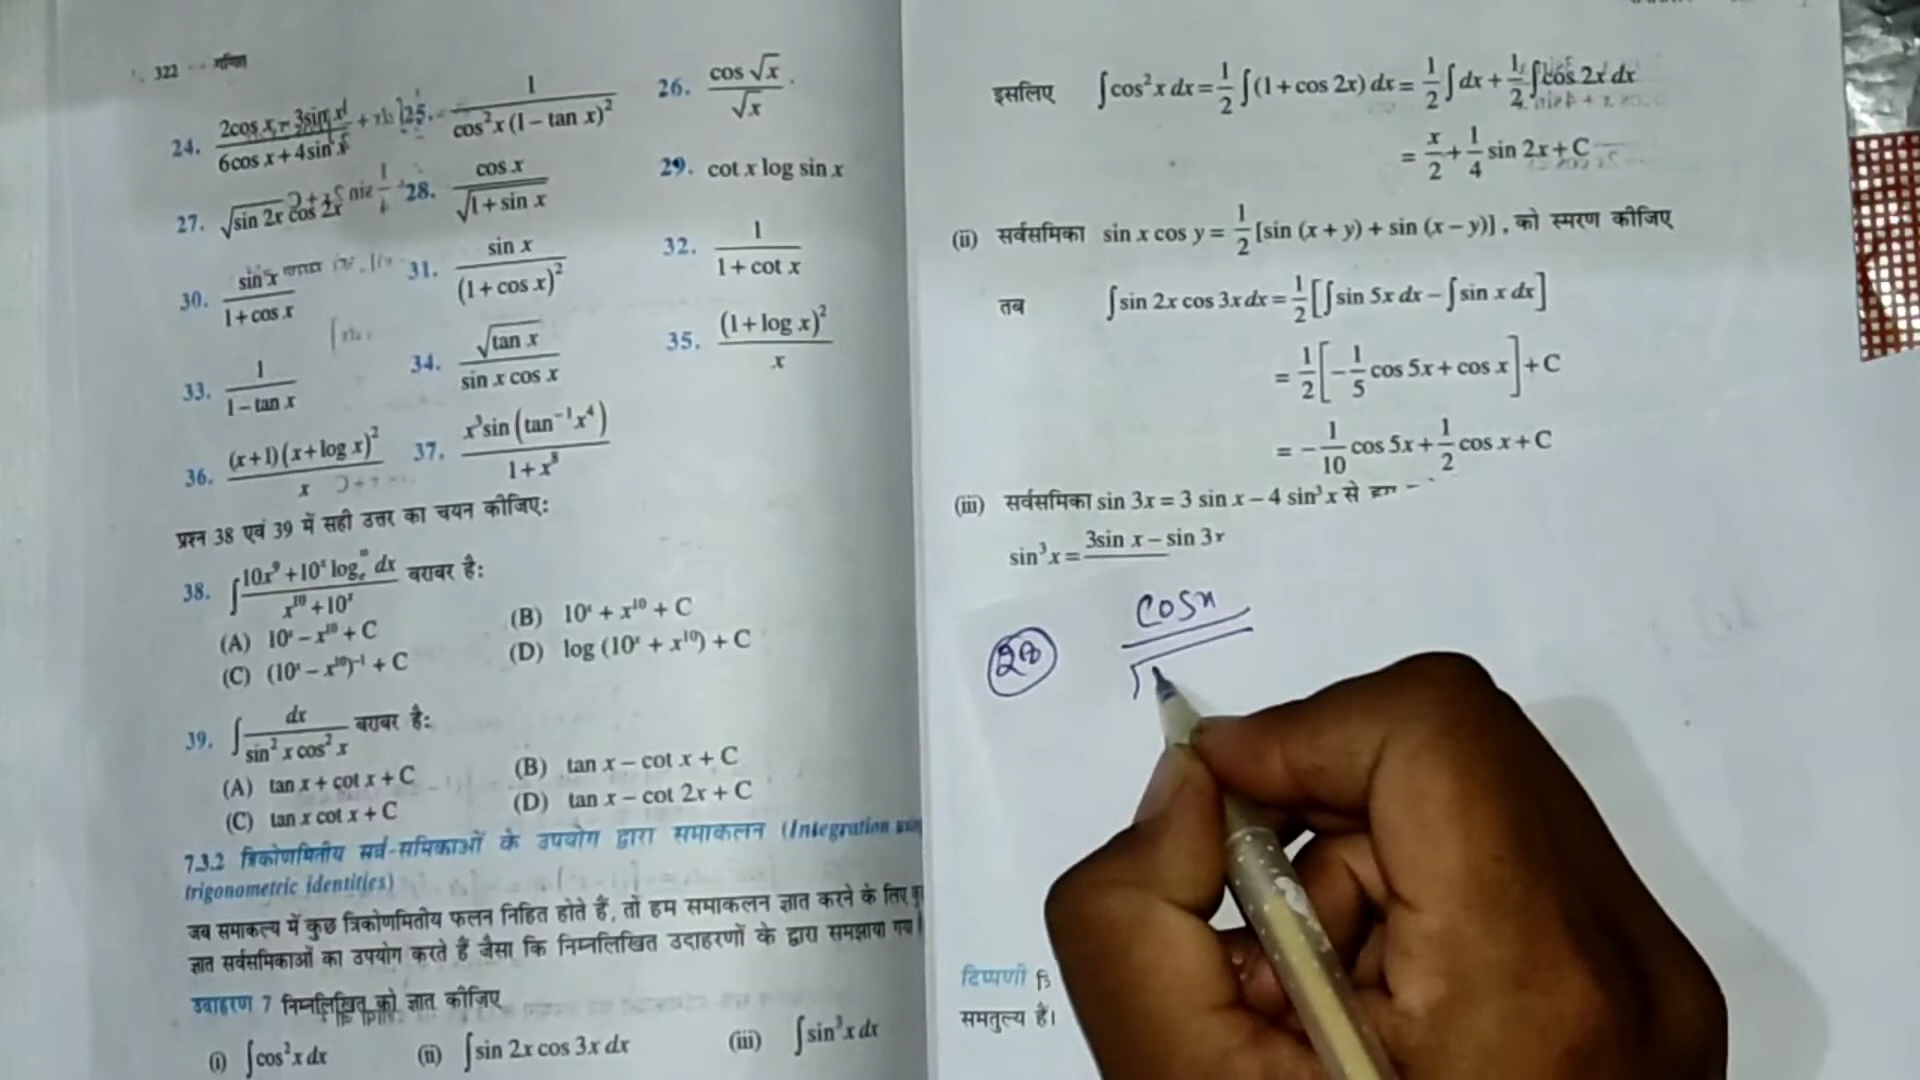 322 गणित
24. 2cos x – 3sin x / 6cos x + 4sin x 25. 1 / cos²x (1 – tan x)² 26. cos √x / √x
27. √sin 2x cos 2x 28. cos x / √1 + sin x 29. cot x log sin x
30. sin x / 1 + cos x 31. sin x / (1 + cos x)² 32. 1 / 1 + cot x
33. 1 / 1 – tan x 34. √tan x / sin x cos x 35. (1 + log x)² / x
36. (x+1)(x + log x)² / x 37. x³sin (tan⁻¹x⁴) / 1 + x⁸
प्रश्न 38 एवं 39 में सही उत्तर का चयन कीजिए:
38. ∫ 10x⁹ + 10ˣ logₑ¹⁰ dx / x¹⁰ + 10ˣ बराबर है:
(A) 10ˣ – x¹⁰ + C (B) 10ˣ + x¹⁰ + C
(C) (10ˣ – x¹⁰)⁻¹ + C (D) log (10ˣ + x¹⁰) + C
39. ∫ dx / sin² x cos² x बराबर है:
(A) tan x + cot x + C (B) tan x – cot x + C
(C) tan x cot x + C (D) tan x – cot 2x + C
7.3.2 त्रिकोणमितीय सर्व-समिकाओं के उपयोग द्वारा समाकलन (Integration using
trigonometric identities)
जब समाकल्य में कुछ त्रिकोणमितीय फलन निहित होते हैं, तो हम समाकलन ज्ञात करने के लिए
ज्ञात सर्वसमिकाओं का उपयोग करते हैं जैसा कि निम्नलिखित उदाहरणों के द्वारा समझाया गया
उदाहरण 7 निम्नलिखित को ज्ञात कीजिए
(i) ∫cos²x dx (ii) ∫sin 2x cos 3x dx (iii) ∫sin³x dx
इसलिए ∫cos²x dx = 1/2 ∫(1 + cos 2x) dx = 1/2 ∫dx + 1/2 ∫cos 2x dx
= x/2 + 1/4 sin 2x + C
(ii) सर्वसमिका sin x cos y = 1/2 [sin (x + y) + sin (x – y)], को स्मरण कीजिए
तब ∫sin 2x cos 3x dx = 1/2 [∫sin 5x dx – ∫sin x dx]
= 1/2 [–1/5 cos 5x + cos x] + C
= –1/10 cos 5x + 1/2 cos x + C
(iii) सर्वसमिका sin 3x = 3 sin x – 4 sin³x से
sin³x = 3sin x – sin 3x
28 cosx
√
टिप्पणी
समतुल्य हैं।